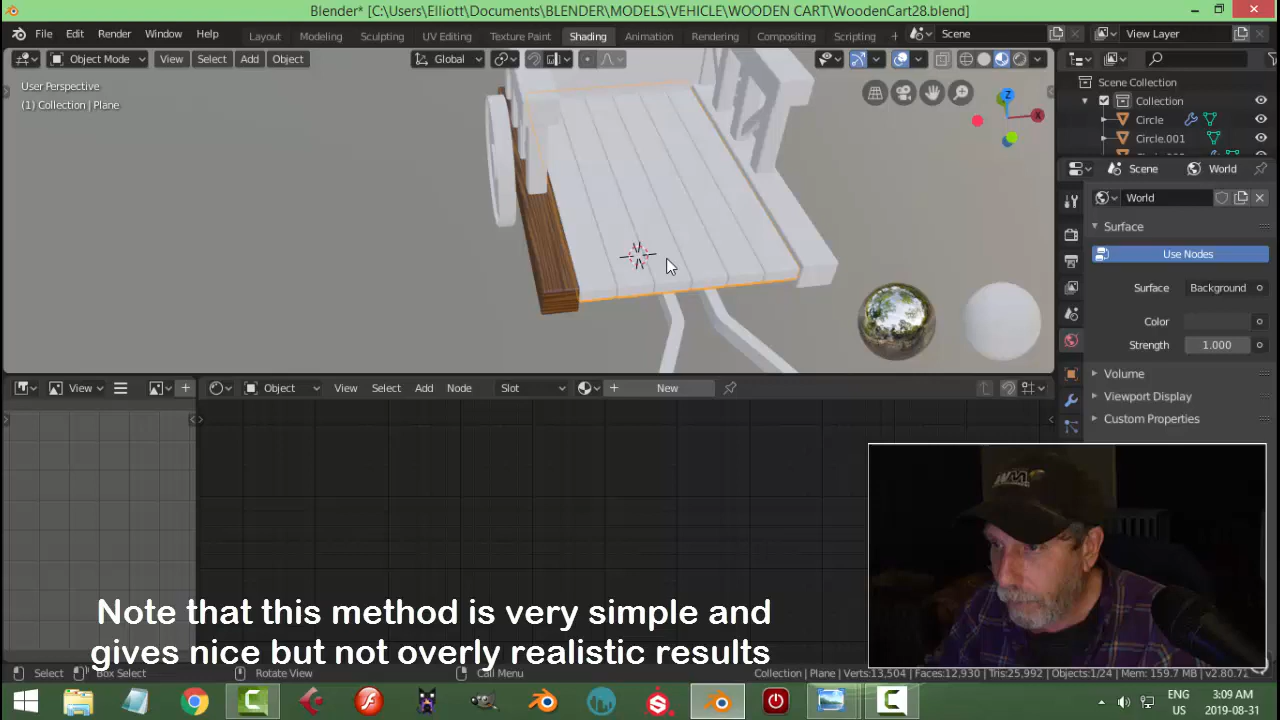 Blender* [C:\Users\Elliott\Documents\BLENDER\MODELS\VEHICLE\WOODEN CART\WoodenCart28.blend]
File Edit Render Window Help Layout Modeling Sculpting UV Editing Texture Paint Shading Animation Rendering Compositing Scripting + Scene View Layer
Object Mode View Select Add Object Global
User Perspective
(1) Collection | Plane
Z
X
Scene Collection
Collection
Circle
Circle.001
Scene World
World
Surface
Use Nodes
Surface Background
Color
Strength 1.000
Volume
Viewport Display
Custom Properties
View Object View Select Add Node Slot New
WM
Note that this method is very simple and
gives nice but not overly realistic results
Select Box Select Rotate View Call Menu Collection | Plane | Verts:13,504 | Faces:12,930 | Tris:25,992 | Objects:1/24 | Mem: 159.7 MB | v2.80.71
ENG
US
3:09 AM
2019-08-31